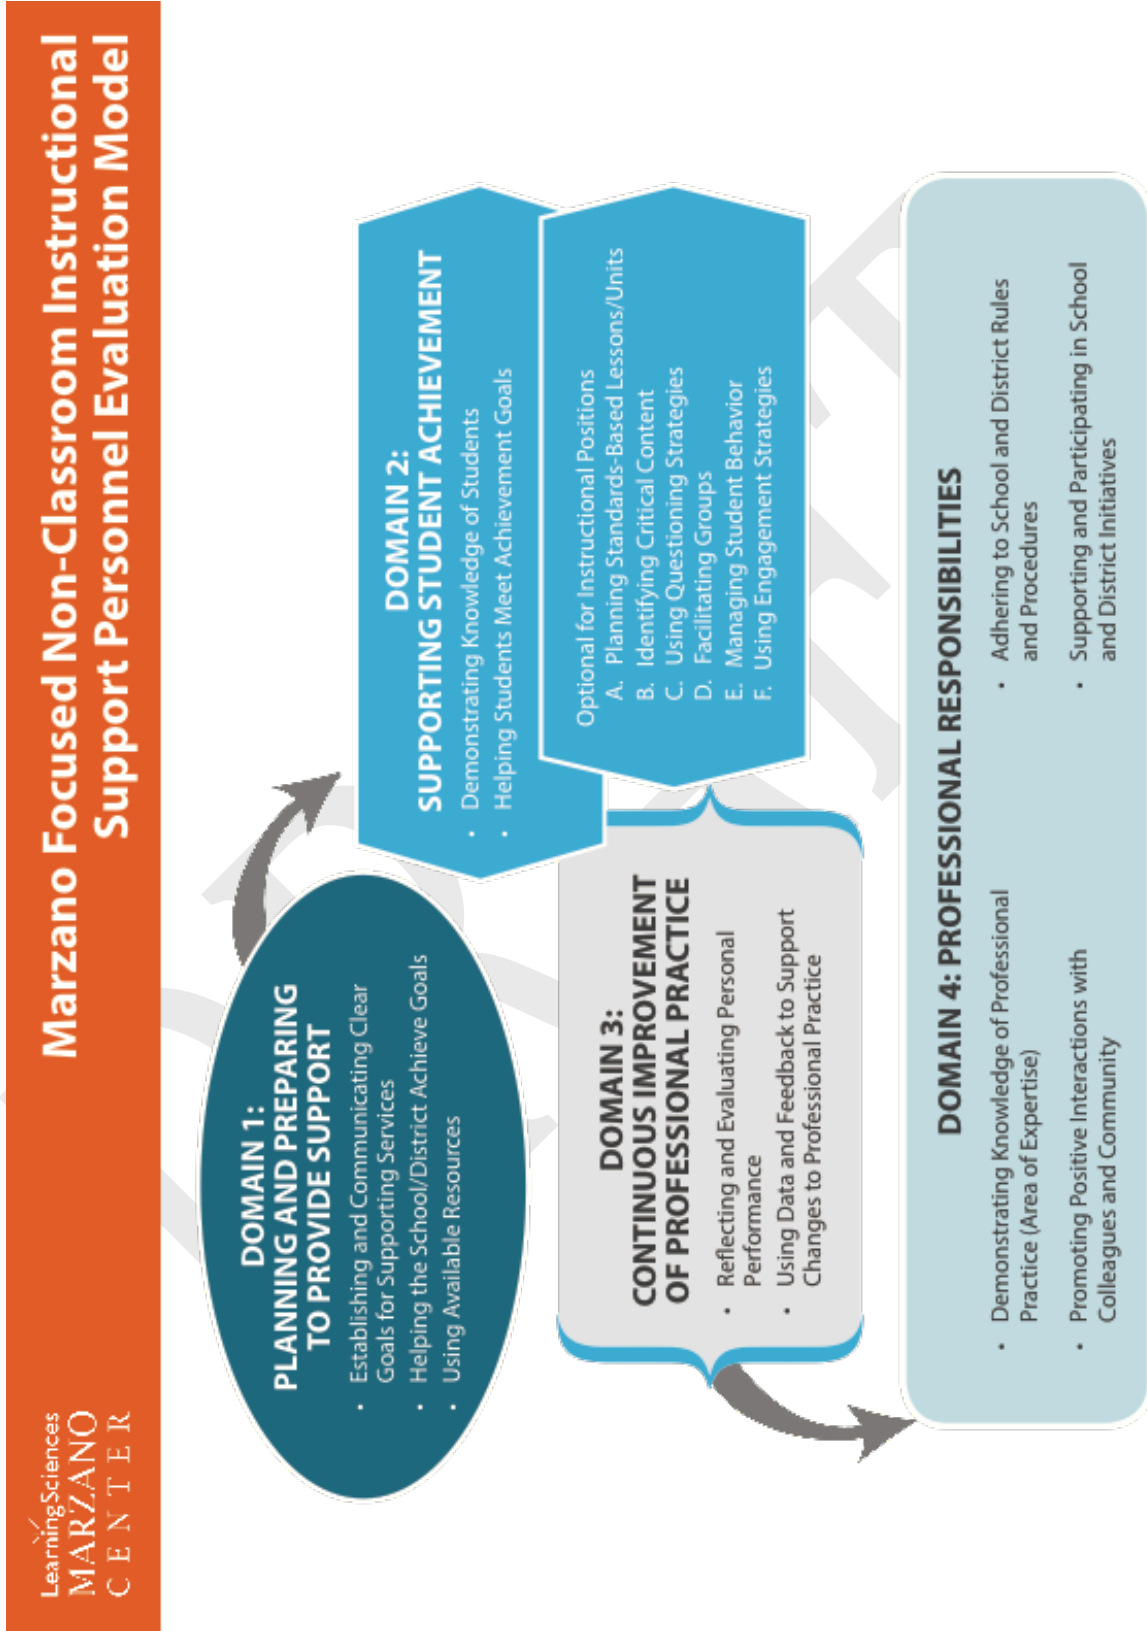 LearningSciences
MARZANO
CENTER
Marzano Focused Non-Classroom Instructional
Support Personnel Evaluation Model
DOMAIN 1:
PLANNING AND PREPARING
TO PROVIDE SUPPORT
• Establishing and Communicating Clear
Goals for Supporting Services
• Helping the School/District Achieve Goals
• Using Available Resources
DOMAIN 2:
SUPPORTING STUDENT ACHIEVEMENT
• Demonstrating Knowledge of Students
• Helping Students Meet Achievement Goals
Optional for Instructional Positions
A. Planning Standards-Based Lessons/Units
B. Identifying Critical Content
C. Using Questioning Strategies
D. Facilitating Groups
E. Managing Student Behavior
F. Using Engagement Strategies
DOMAIN 3:
CONTINUOUS IMPROVEMENT
OF PROFESSIONAL PRACTICE
• Reflecting and Evaluating Personal
Performance
• Using Data and Feedback to Support
Changes to Professional Practice
DOMAIN 4: PROFESSIONAL RESPONSIBILITIES
• Demonstrating Knowledge of Professional
Practice (Area of Expertise)
• Promoting Positive Interactions with
Colleagues and Community
• Adhering to School and District Rules
and Procedures
• Supporting and Participating in School
and District Initiatives